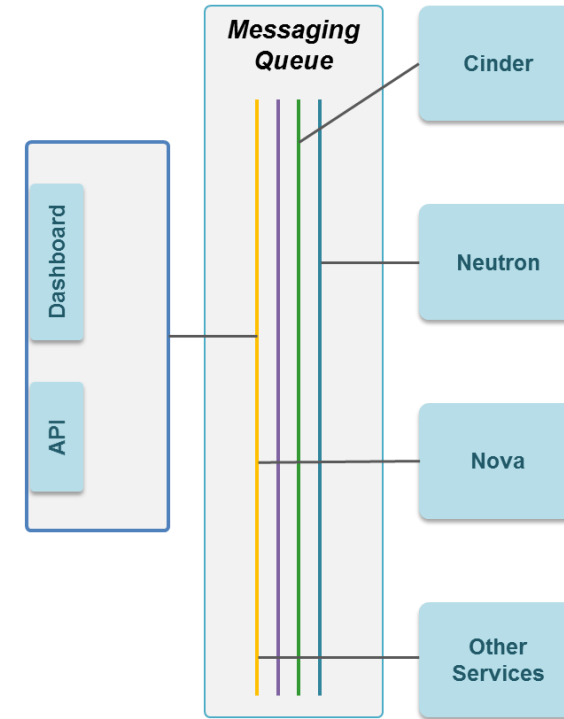 Messaging
Queue
Dashboard
API
Cinder
Neutron
Nova
Other
Services